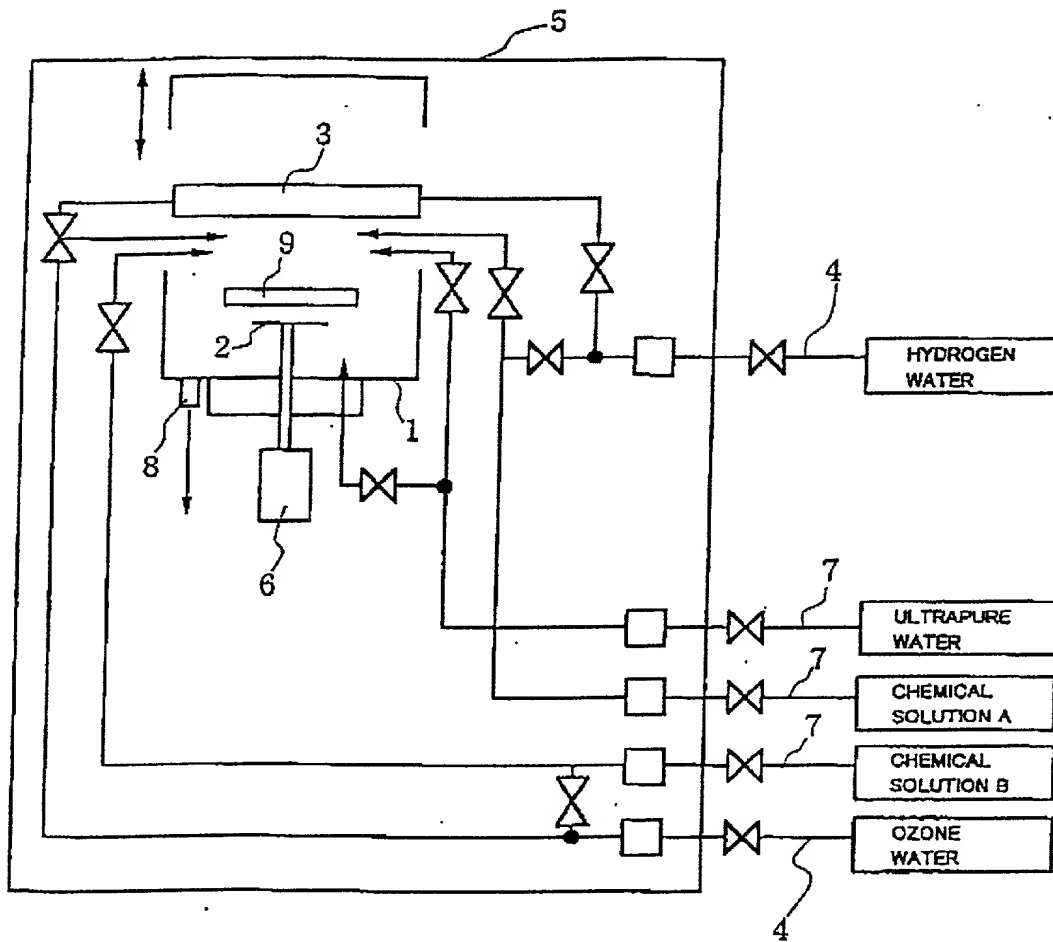 5
3
9
4
2
HYDROGEN
WATER
1
8
6
7
ULTRAPURE
WATER
7
CHEMICAL
SOLUTION A
7
CHEMICAL
SOLUTION B
OZONE
WATER
4